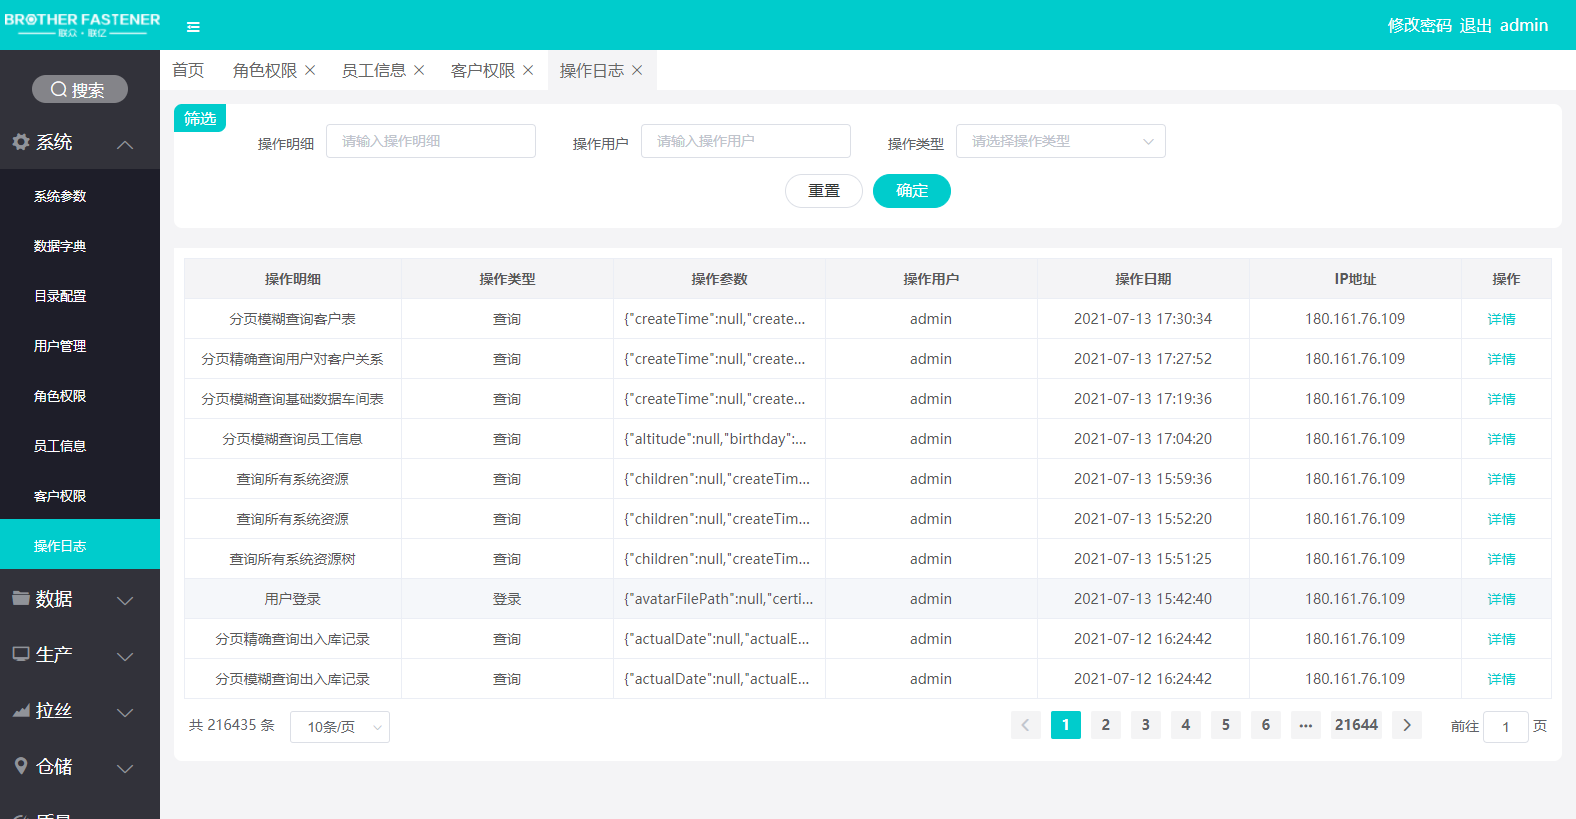 BROTHER FASTENER
联众·联亿
修改密码 退出 admin
首页 角色权限 员工信息 客户权限 操作日志
搜索
系统
系统参数
数据字典
目录配置
用户管理
角色权限
员工信息
客户权限
操作日志
数据
生产
拉丝
仓储
筛选
操作明细 请输入操作明细 操作用户 请输入操作用户 操作类型 请选择操作类型
重置 确定
操作明细 操作类型 操作参数 操作用户 操作日期 IP地址 操作
分页模糊查询客户表 查询 {"createTime":null,"create... admin 2021-07-13 17:30:34 180.161.76.109 详情
分页精确查询用户对客户关系 查询 {"createTime":null,"create... admin 2021-07-13 17:27:52 180.161.76.109 详情
分页模糊查询基础数据车间表 查询 {"createTime":null,"create... admin 2021-07-13 17:19:36 180.161.76.109 详情
分页模糊查询员工信息 查询 {"altitude":null,"birthday":... admin 2021-07-13 17:04:20 180.161.76.109 详情
查询所有系统资源 查询 {"children":null,"createTim... admin 2021-07-13 15:59:36 180.161.76.109 详情
查询所有系统资源 查询 {"children":null,"createTim... admin 2021-07-13 15:52:20 180.161.76.109 详情
查询所有系统资源树 查询 {"children":null,"createTim... admin 2021-07-13 15:51:25 180.161.76.109 详情
用户登录 登录 {"avatarFilePath":null,"certi... admin 2021-07-13 15:42:40 180.161.76.109 详情
分页精确查询出入库记录 查询 {"actualDate":null,"actualE... admin 2021-07-12 16:24:42 180.161.76.109 详情
分页模糊查询出入库记录 查询 {"actualDate":null,"actualE... admin 2021-07-12 16:24:42 180.161.76.109 详情
共 216435 条 10条/页 1 2 3 4 5 6 ... 21644 前往 1 页